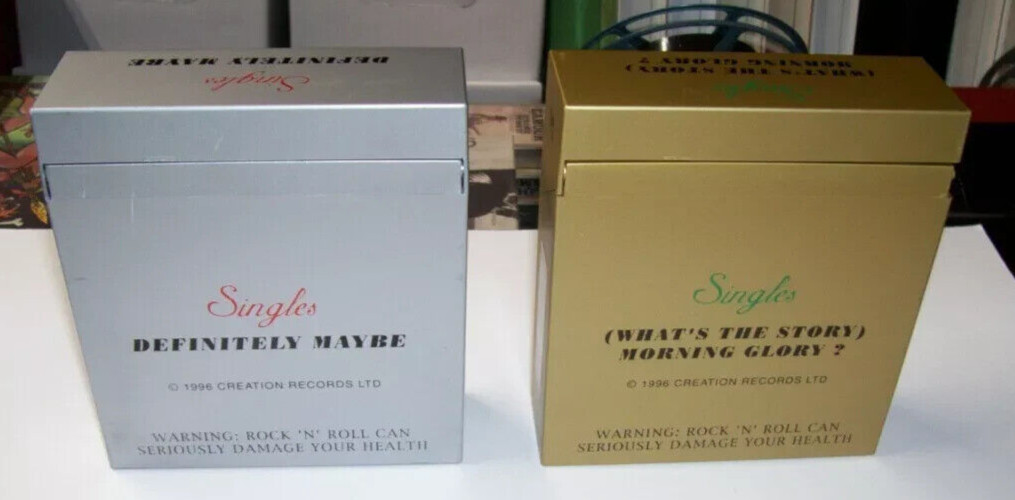 DEFINITELY MAYBE
Singles
Singles
DEFINITELY MAYBE
© 1996 CREATION RECORDS LTD
WARNING: ROCK 'N' ROLL CAN
SERIOUSLY DAMAGE YOUR HEALTH
(WHAT'S THE STORY)
MORNING GLORY ?
Singles
Singles
(WHAT'S THE STORY)
MORNING GLORY ?
© 1996 CREATION RECORDS LTD
WARNING: ROCK 'N' ROLL CAN
SERIOUSLY DAMAGE YOUR HEALTH